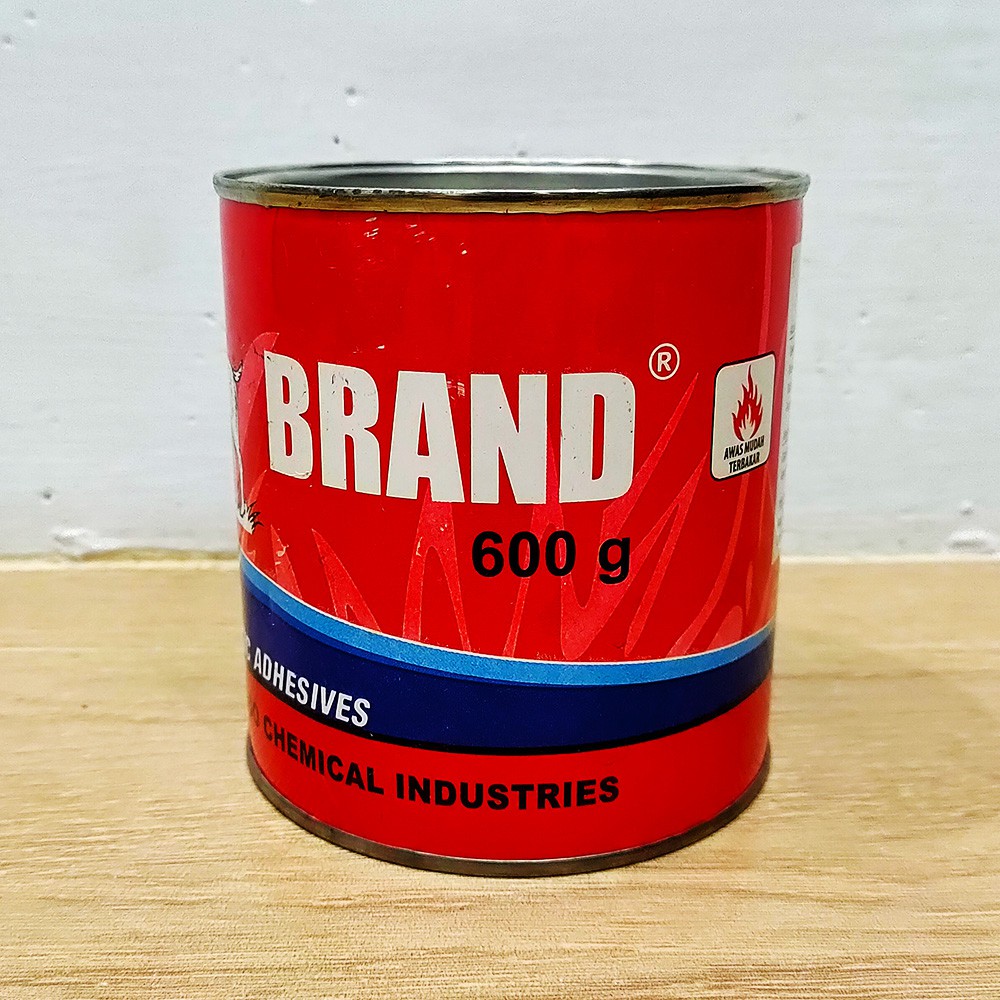 BRAND ®
AWAS MUDAH
TERBAKAR
600 g
ADHESIVES
CHEMICAL INDUSTRIES